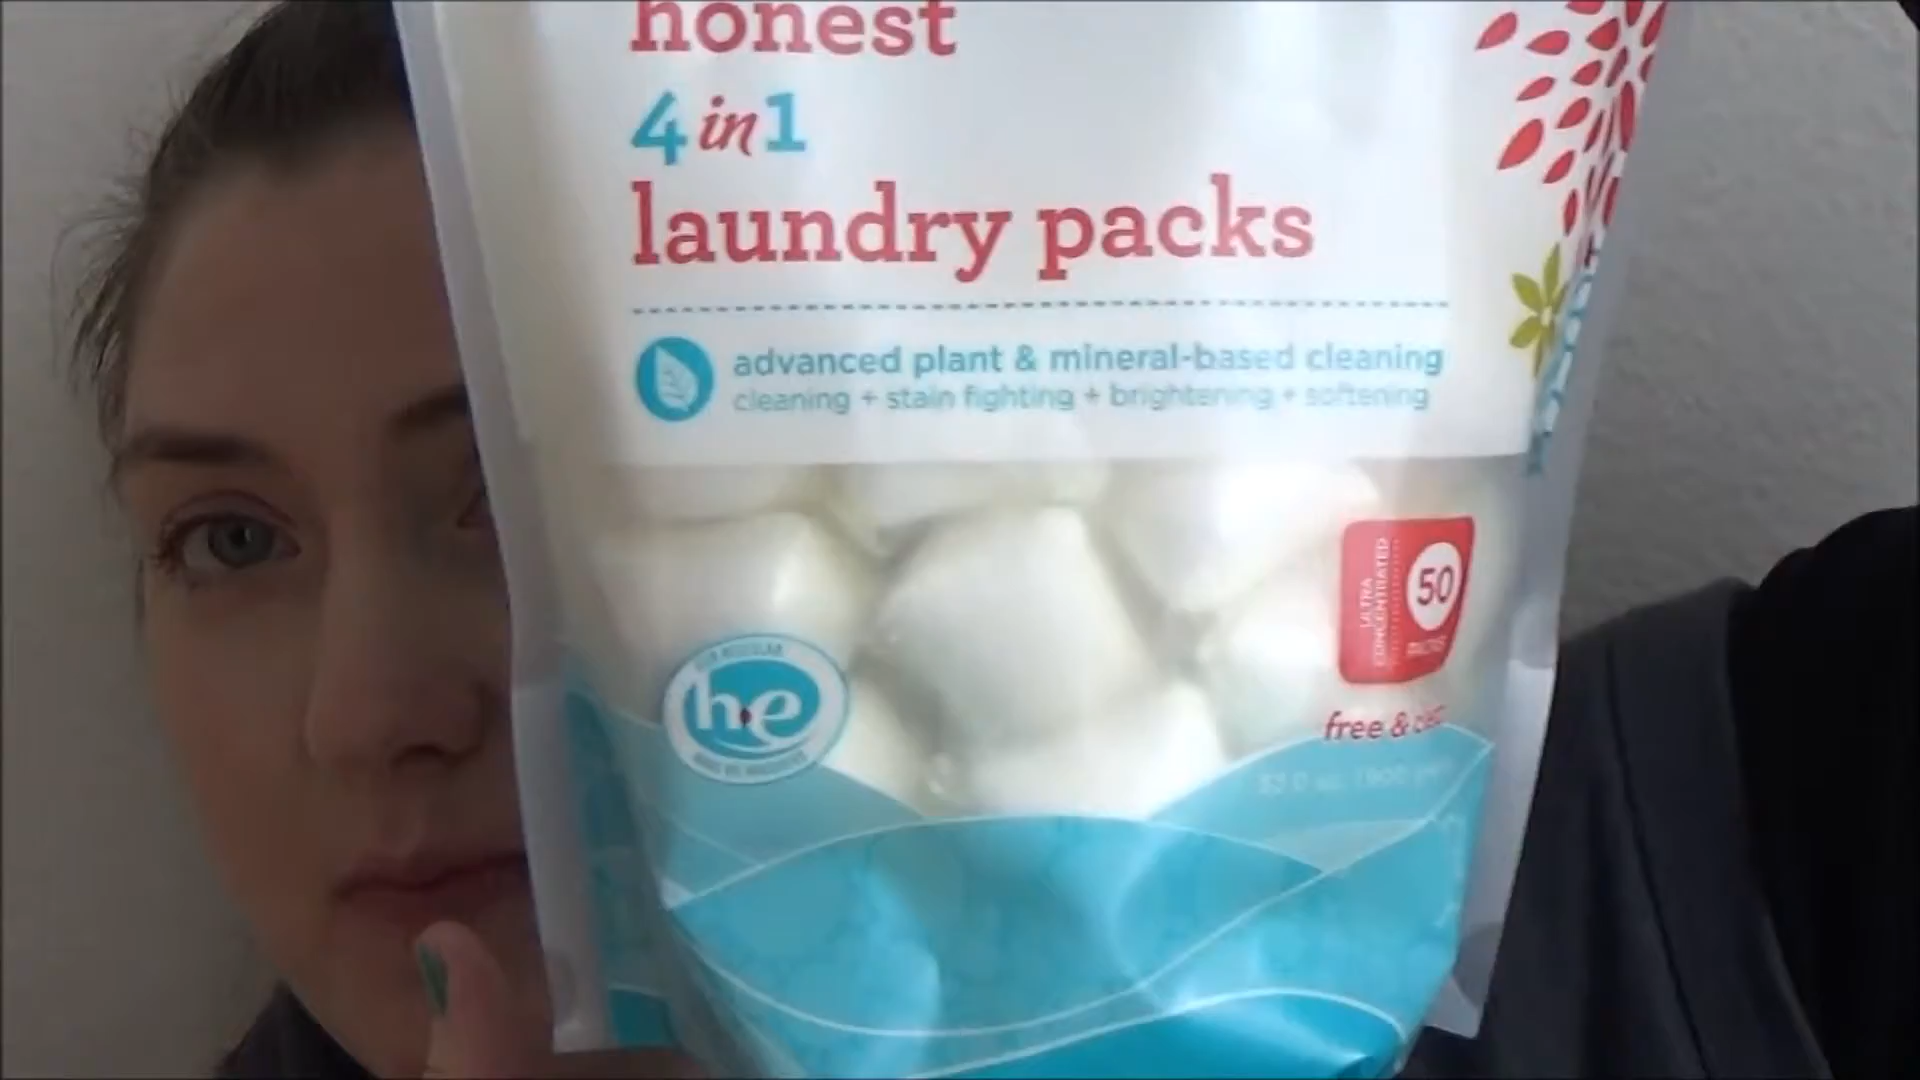 honest
4 in 1
laundry packs
advanced plant & mineral-based cleaning
cleaning + stain fighting + brightening + softening
ULTRA
CONCENTRATED
50
he
free &